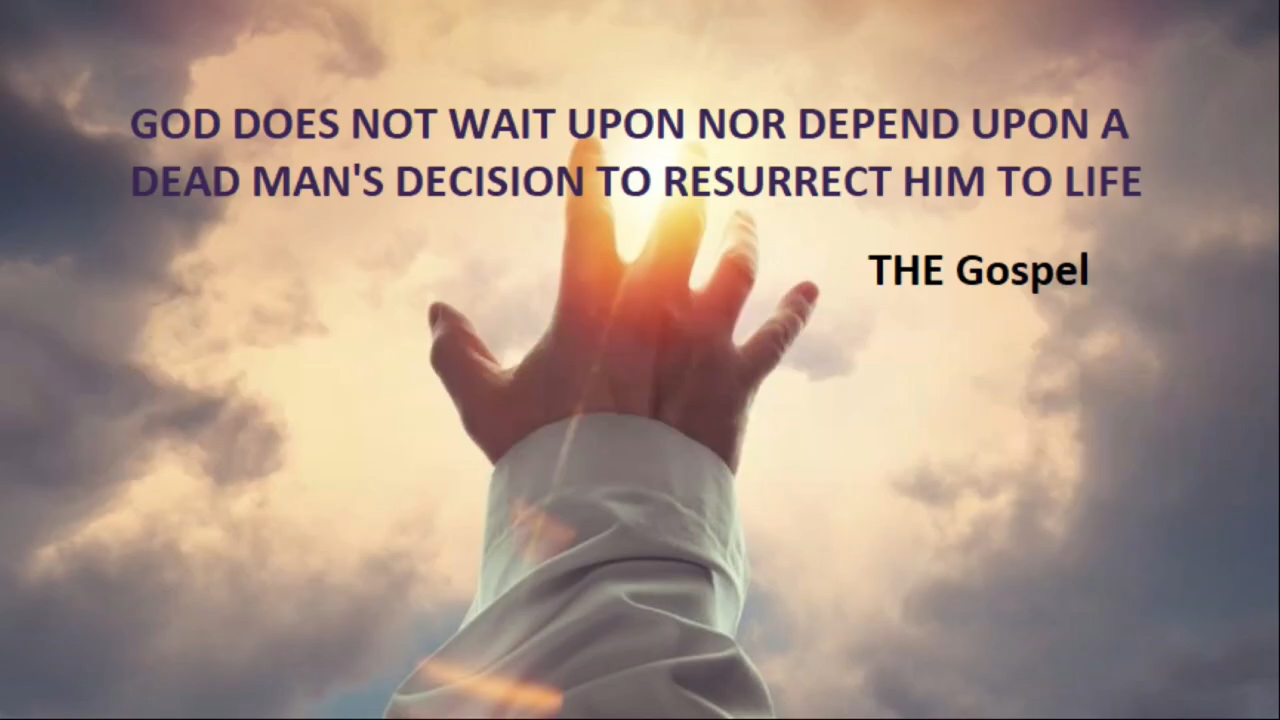 GOD DOES NOT WAIT UPON NOR DEPEND UPON A
DEAD MAN'S DECISION TO RESURRECT HIM TO LIFE
THE Gospel